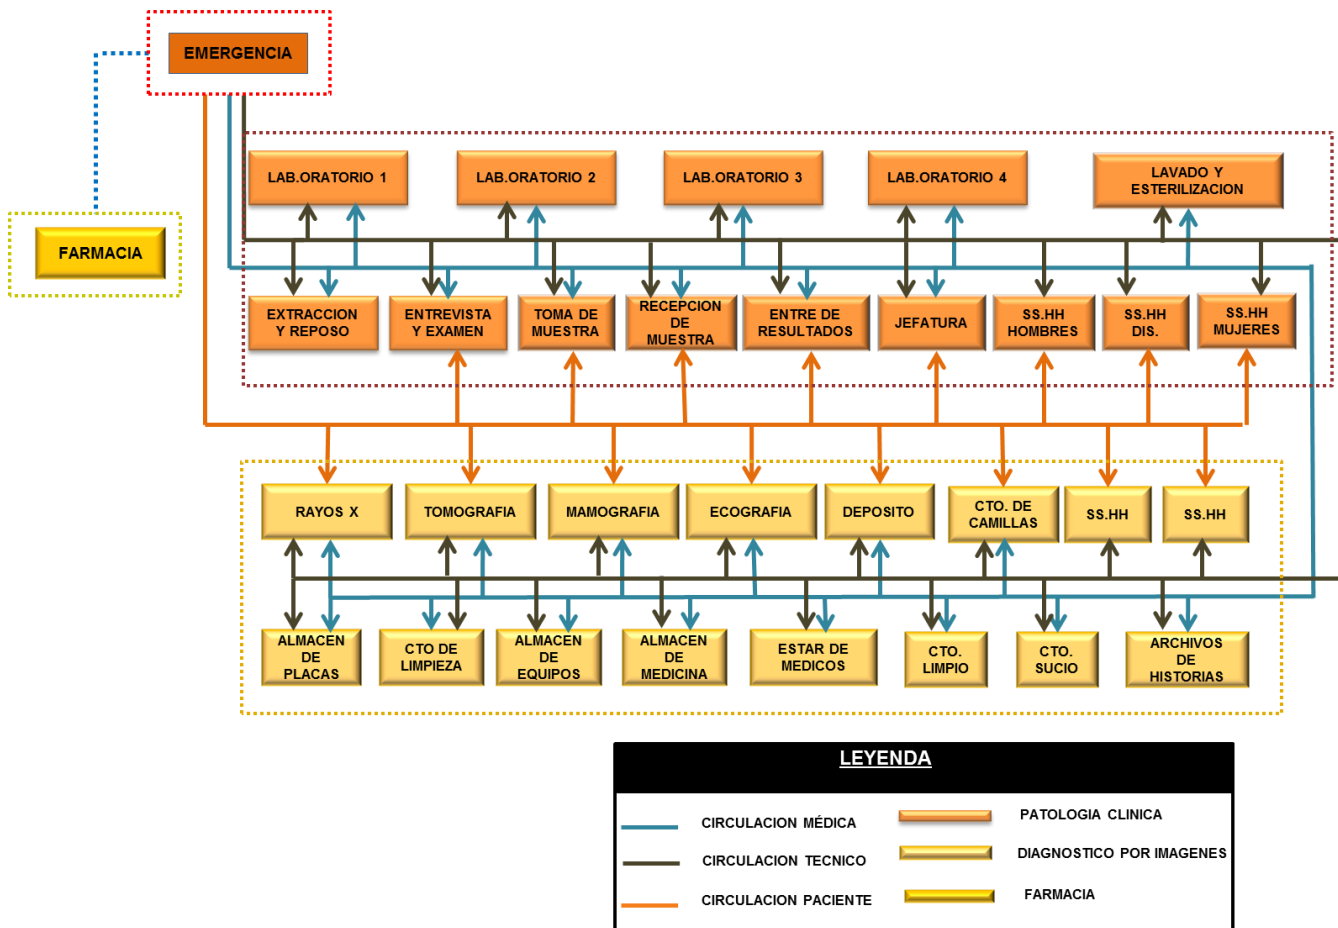 EMERGENCIA
FARMACIA
LAB.ORATORIO 1
LAB.ORATORIO 2
LAB.ORATORIO 3
LAB.ORATORIO 4
LAVADO Y
ESTERILIZACION
EXTRACCION
Y REPOSO
ENTREVISTA
Y EXAMEN
TOMA DE
MUESTRA
RECEPCION
DE
MUESTRA
ENTRE DE
RESULTADOS
JEFATURA
SS.HH
HOMBRES
SS.HH
DIS.
SS.HH
MUJERES
RAYOS X
TOMOGRAFIA
MAMOGRAFIA
ECOGRAFIA
DEPOSITO
CTO. DE
CAMILLAS
SS.HH
SS.HH
ALMACEN
DE
PLACAS
CTO DE
LIMPIEZA
ALMACEN
DE
EQUIPOS
ALMACEN
DE
MEDICINA
ESTAR DE
MEDICOS
CTO.
LIMPIO
CTO.
SUCIO
ARCHIVOS
DE
HISTORIAS
LEYENDA
CIRCULACION MÉDICA
PATOLOGIA CLINICA
CIRCULACION TECNICO
DIAGNOSTICO POR IMAGENES
CIRCULACION PACIENTE
FARMACIA